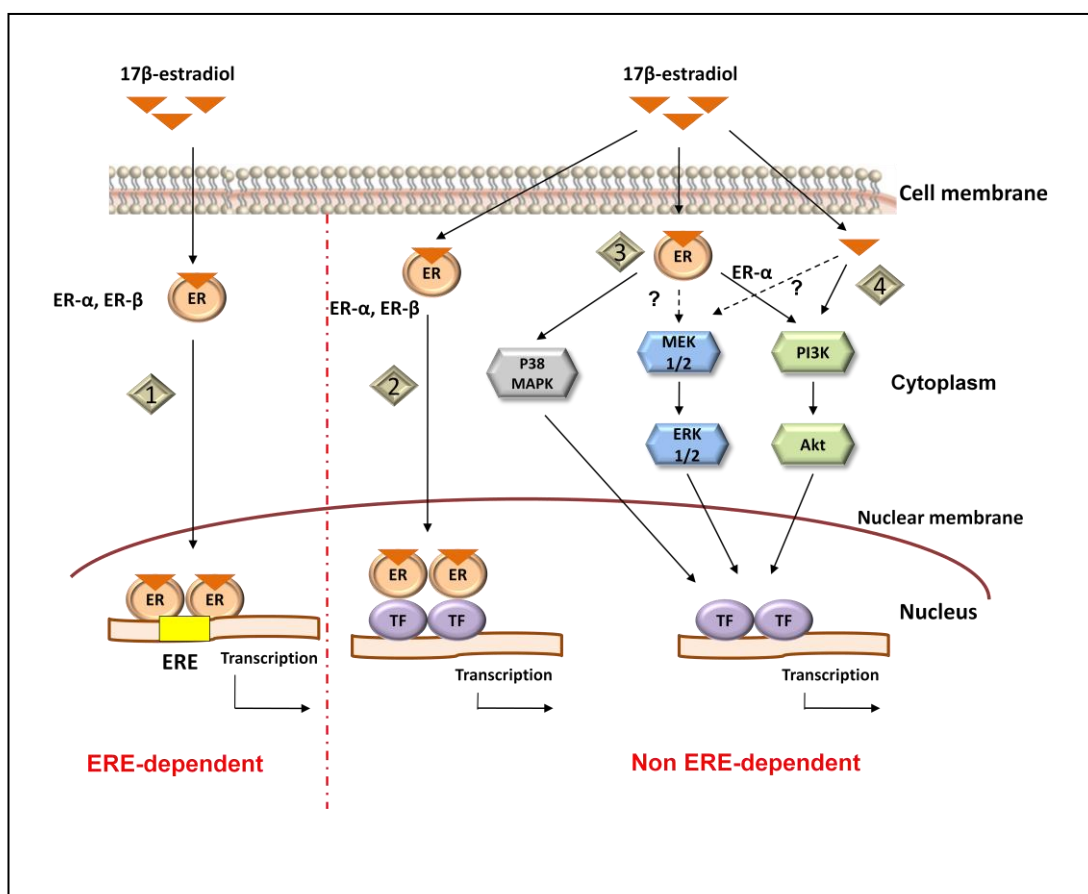 17β-estradiol
17β-estradiol
Cell membrane
3
ER
ER-α
4
ER
ER
ER-α, ER-β
ER-α, ER-β
?
?
MEK
1/2
PI3K
P38
MAPK
Cytoplasm
1
2
ERK
1/2
Akt
Nuclear membrane
ER
ER
ER
ER
TF
TF
TF
TF
Nucleus
ERE
Transcription
Transcription
Transcription
ERE-dependent
Non ERE-dependent